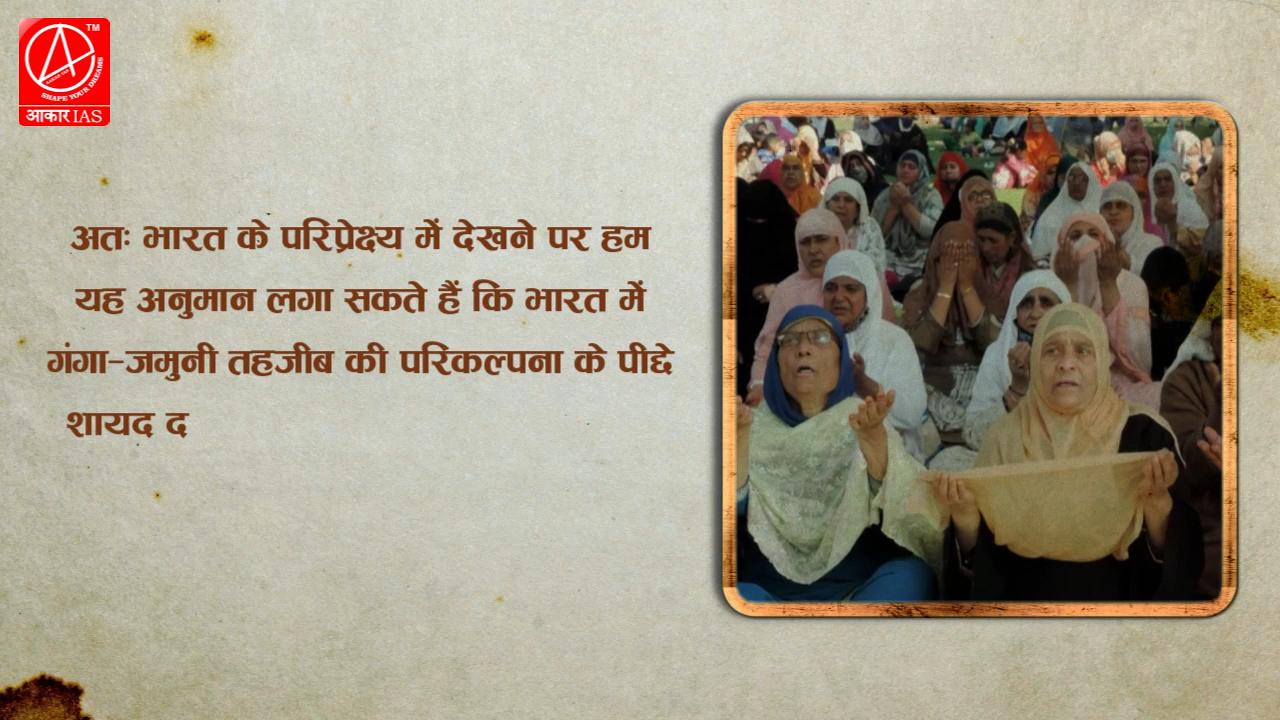 TM
SHAPE YOUR DREAMS
आकार IAS
अतः भारत के परिप्रेक्ष्य में देखने पर हम
यह अनुमान लगा सकते हैं कि भारत में
गंगा-जमुनी तहजीब की परिकल्पना के पीछे
शायद द